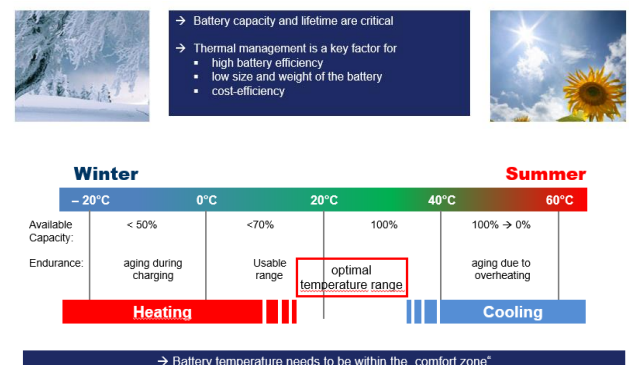 → Battery capacity and lifetime are critical
→ Thermal management is a key factor for
▪ high battery efficiency
▪ low size and weight of the battery
▪ cost-efficiency
Winter
Summer
– 20°C 0°C 20°C 40°C 60°C
Available
Capacity:
< 50% <70% 100% 100% → 0%
Endurance:
aging during
charging
Usable
range
optimal
temperature range
aging due to
overheating
Heating
Cooling
→ Battery temperature needs to be within the „comfort zone“